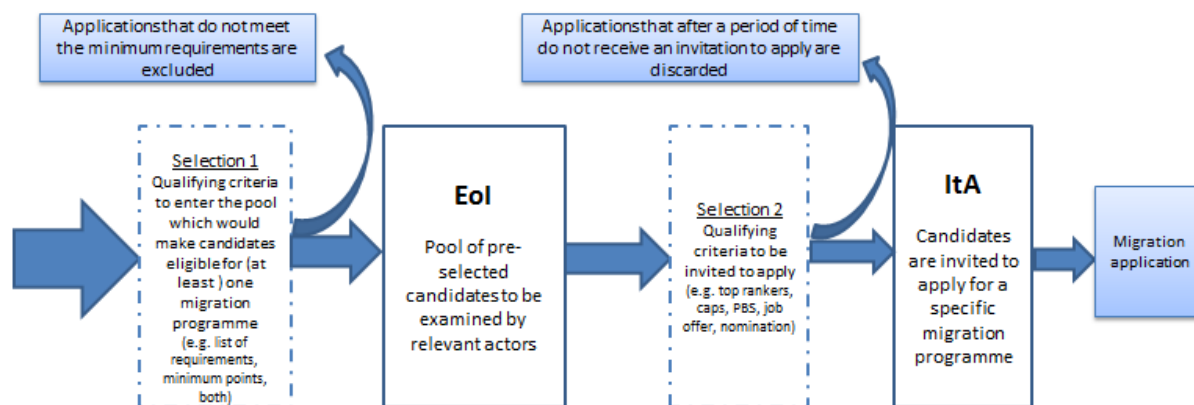 Applications that do not meet
the minimum requirements are
excluded
Applications that after a period of time
do not receive an invitation to apply are
discarded
Selection 1
Qualifying criteria
to enter the pool
which would
make candidates
eligible for (at
least ) one
migration
programme
(e.g. list of
requirements,
minimum points,
both)
EoI
Pool of pre-
selected
candidates to be
examined by
relevant actors
Selection 2
Qualifying
criteria to be
invited to apply
(e.g. top rankers,
caps, PBS, job
offer, nomination)
ItA
Candidates
are invited to
apply for a
specific
migration
programme
Migration
application